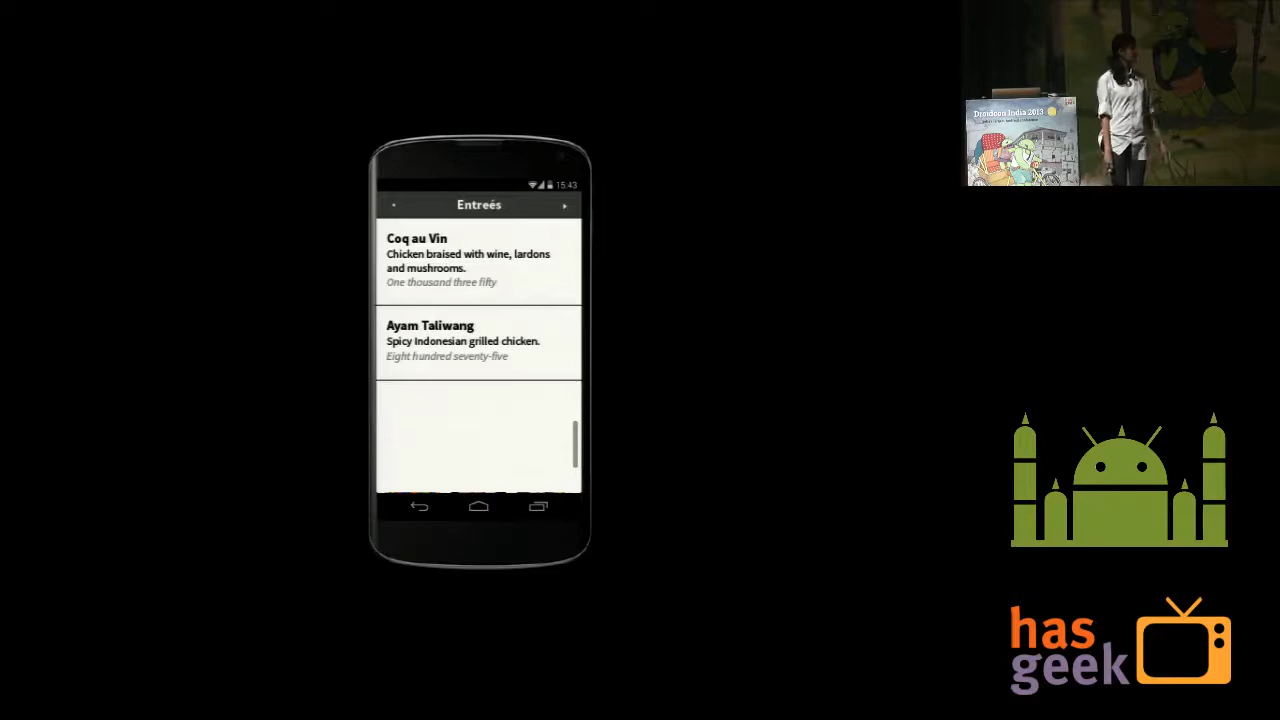 Droidcon India 2013
15:43
Entreés
Coq au Vin
Chicken braised with wine, lardons
and mushrooms.
One thousand three fifty
Ayam Taliwang
Spicy Indonesian grilled chicken.
Eight hundred seventy-five
has
geek